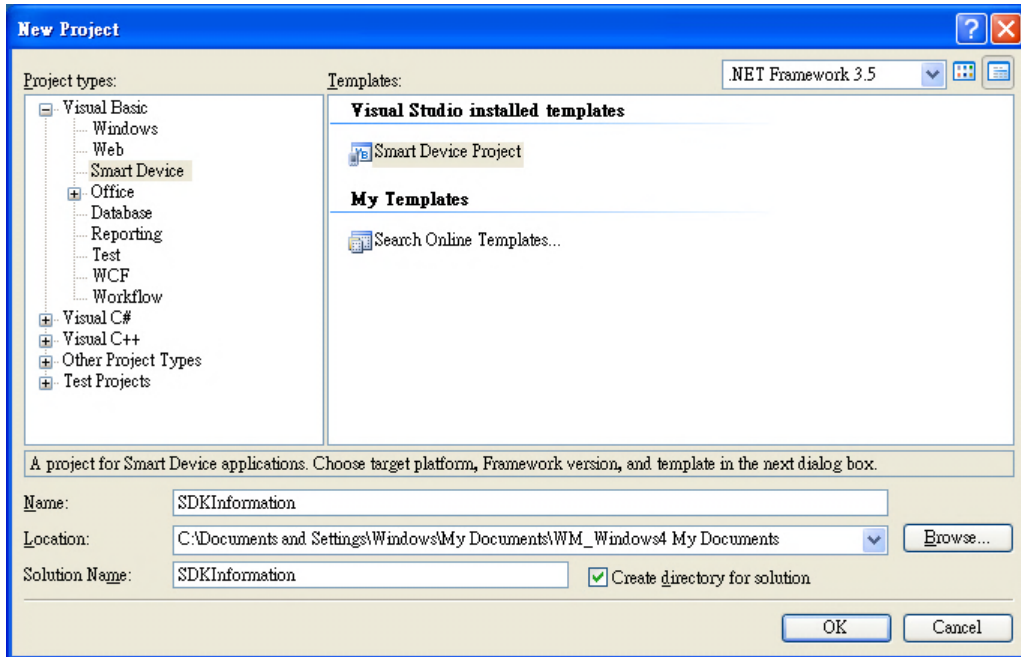 New Project
Project types:
Templates:
.NET Framework 3.5
Visual Basic
Windows
Web
Smart Device
Office
Database
Reporting
Test
WCF
Workflow
Visual C#
Visual C++
Other Project Types
Test Projects
Visual Studio installed templates
Smart Device Project
My Templates
Search Online Templates...
A project for Smart Device applications. Choose target platform, Framework version, and template in the next dialog box.
Name:
SDKInformation
Location:
C:\Documents and Settings\Windows\My Documents\WM_Windows4 My Documents
Browse...
Solution Name:
SDKInformation
Create directory for solution
OK
Cancel